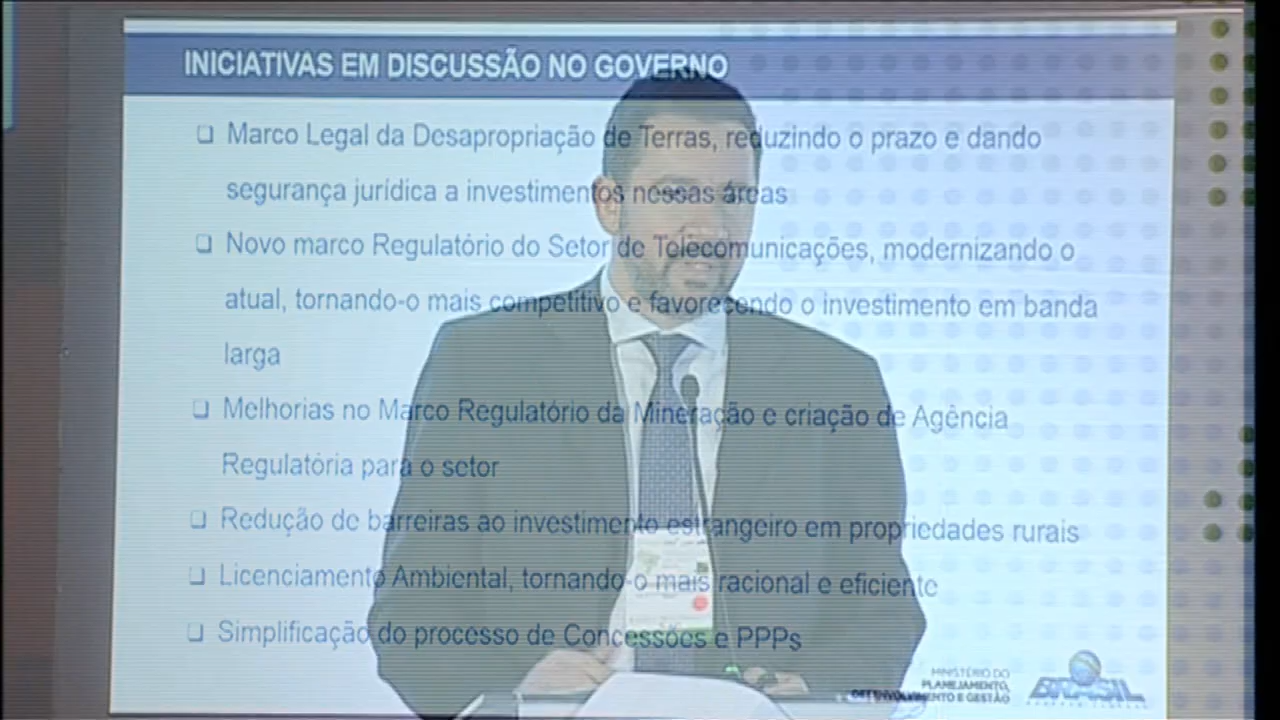 INICIATIVAS EM DISCUSSÃO NO GOVERNO
Marco Legal da Desapropriação de Terras, reduzindo o prazo e dando
segurança jurídica a investimentos nessas áreas
Novo marco Regulatório do Setor de Telecomunicações, modernizando o
atual, tornando-o mais competitivo e favorecendo o investimento em banda
larga
Melhorias no Marco Regulatório da Mineração e criação de Agência
Regulatória para o setor
Redução de barreiras ao investimento estrangeiro em propriedades rurais
Licenciamento Ambiental, tornando-o mais racional e eficiente
Simplificação do processo de Concessões e PPPs
MINISTÉRIO DO
PLANEJAMENTO,
DESENVOLVIMENTO E GESTÃO
BRASIL